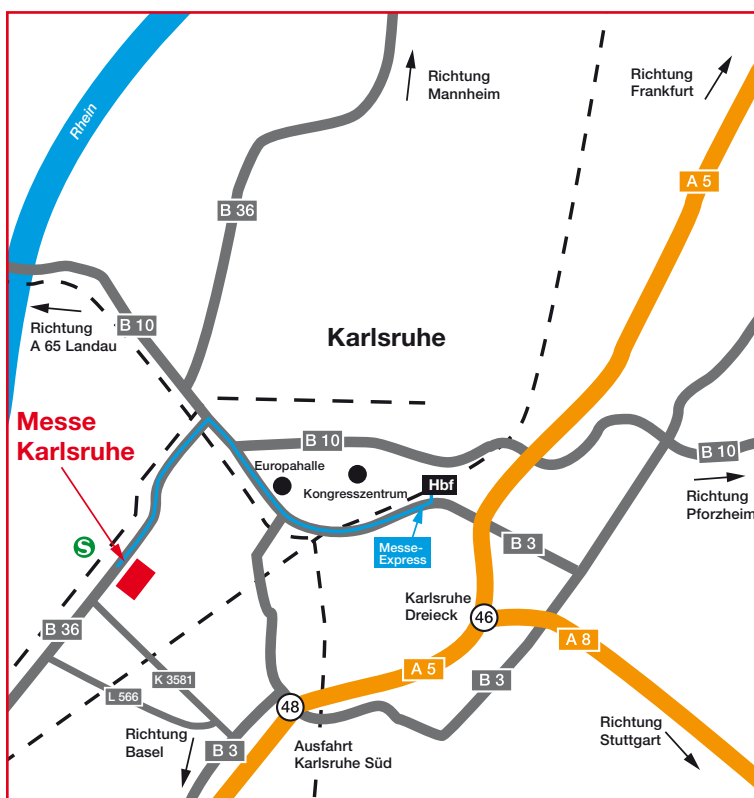 Richtung
Mannheim
Richtung
Frankfurt
Rhein
A 5
B 36
Richtung
A 65 Landau
B 10
Karlsruhe
Messe
Karlsruhe
B 10
B 10
Europahalle
Kongresszentrum
Hbf
Richtung
Pforzheim
S
Messe-
Express
B 3
Karlsruhe
Dreieck
46
B 36
A 8
A 5
K 3581
B 3
L 566
48
Richtung
Basel
B 3
Ausfahrt
Karlsruhe Süd
Richtung
Stuttgart